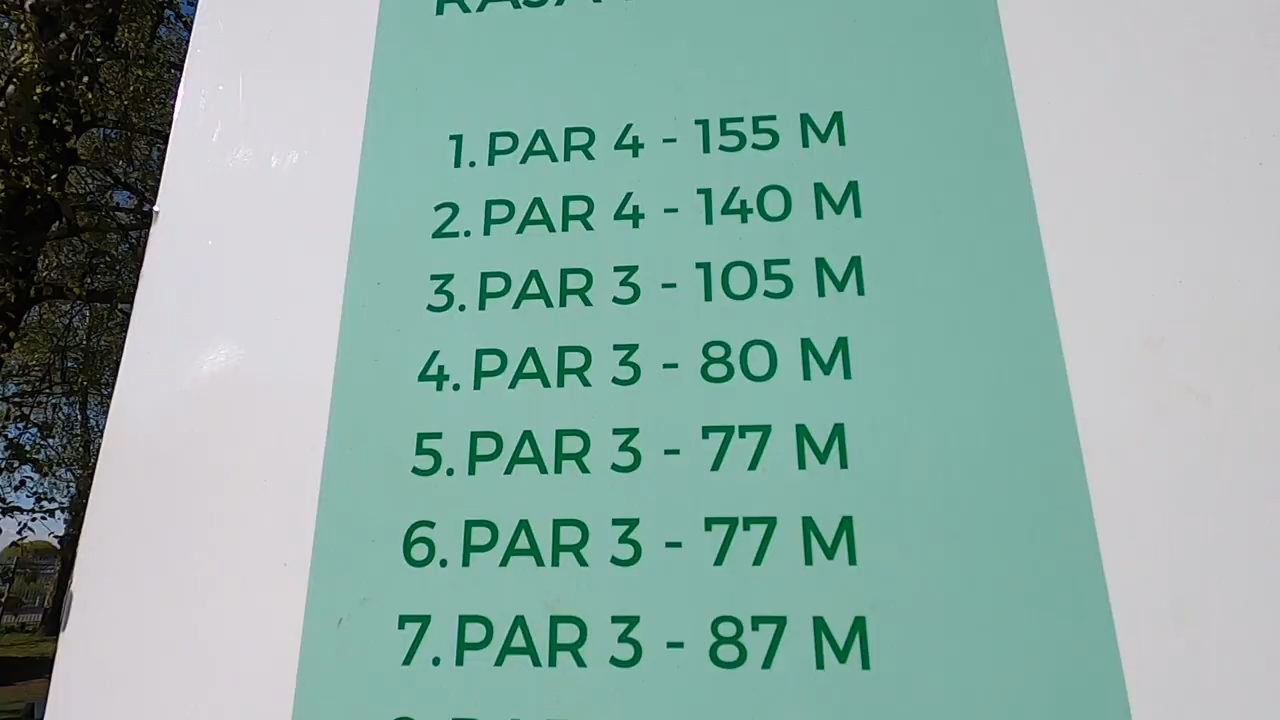 1. PAR 4 - 155 M
2. PAR 4 - 140 M
3. PAR 3 - 105 M
4. PAR 3 - 80 M
5. PAR 3 - 77 M
6. PAR 3 - 77 M
7. PAR 3 - 87 M